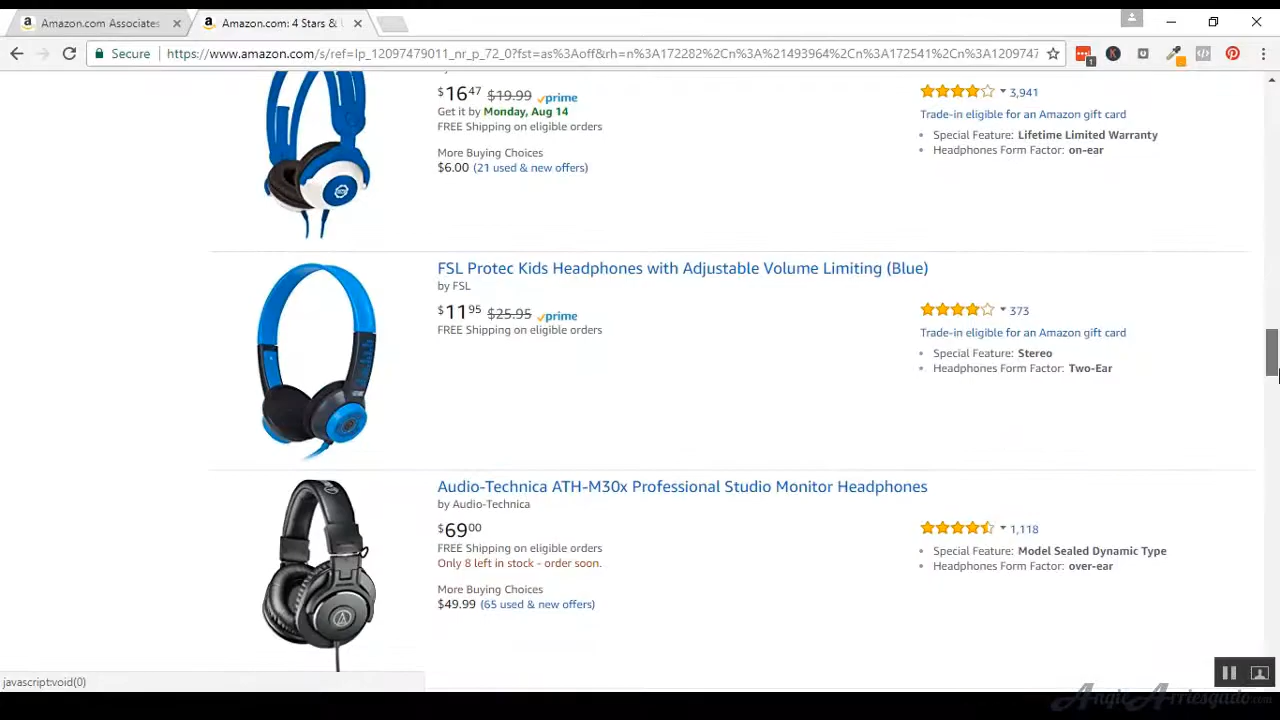 Amazon.com Associates
Amazon.com: 4 Stars &
Secure
https://www.amazon.com/s/ref=lp_12097479011_nr_p_72_0?fst=as%3Aoff&rh=n%3A172282%2Cn%3A%21493964%2Cn%3A172541%2Cn%3A1209747
1
$16 47 $19.99 prime
Get it by Monday, Aug 14
FREE Shipping on eligible orders
More Buying Choices
$6.00 (21 used & new offers)
3,941
Trade-in eligible for an Amazon gift card
Special Feature: Lifetime Limited Warranty
Headphones Form Factor: on-ear
FSL Protec Kids Headphones with Adjustable Volume Limiting (Blue)
by FSL
$11 95 $25.95 prime
FREE Shipping on eligible orders
373
Trade-in eligible for an Amazon gift card
Special Feature: Stereo
Headphones Form Factor: Two-Ear
Audio-Technica ATH-M30x Professional Studio Monitor Headphones
by Audio-Technica
$69 00
FREE Shipping on eligible orders
Only 8 left in stock - order soon.
More Buying Choices
$49.99 (65 used & new offers)
1,118
Special Feature: Model Sealed Dynamic Type
Headphones Form Factor: over-ear
javascript:void(0)
AngieArriesgado.com